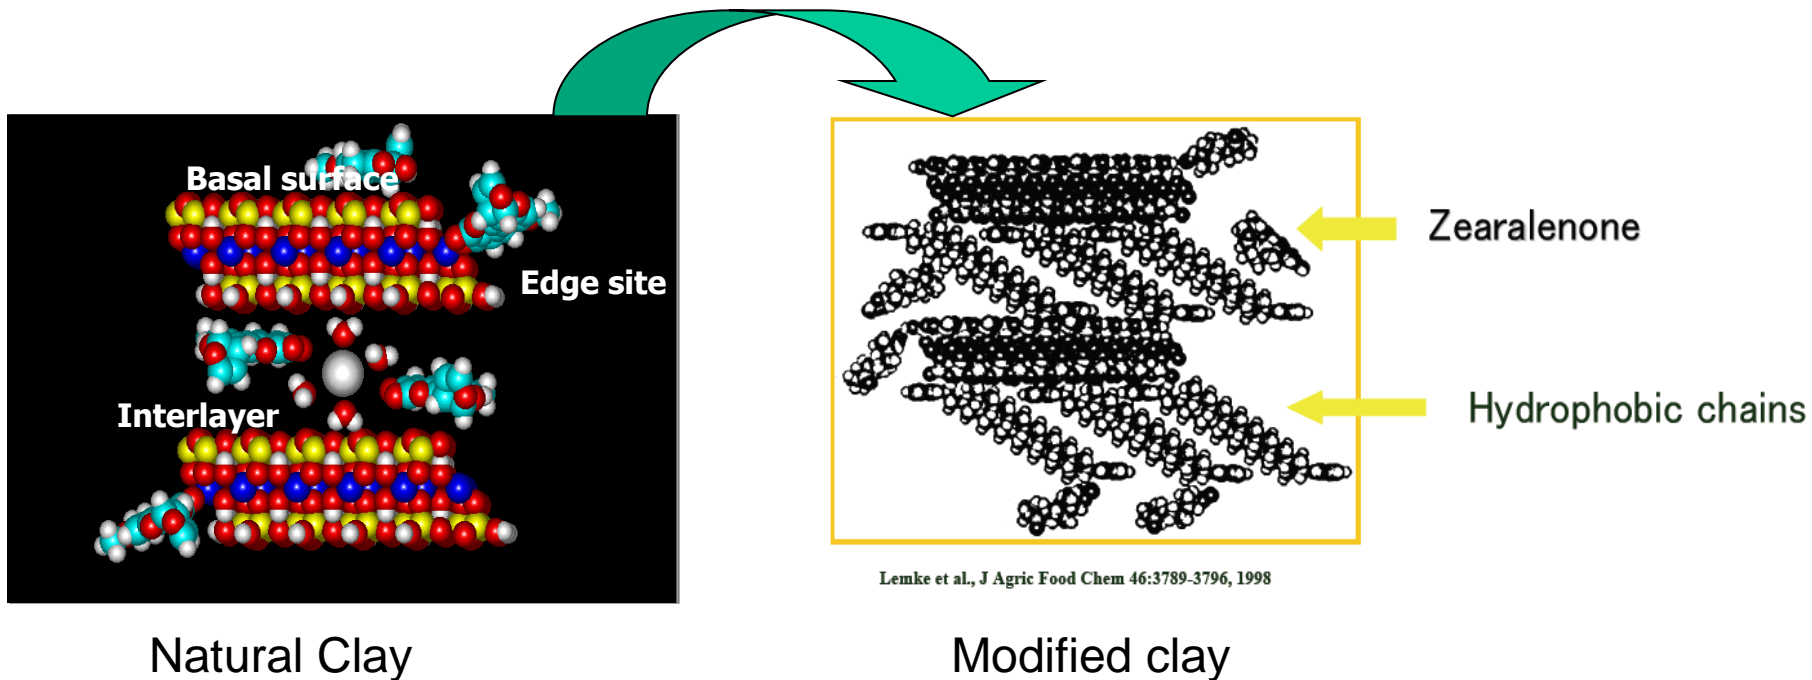 Basal surface
Edge site
Interlayer
Zearalenone
Hydrophobic chains
Lemke et al., J Agric Food Chem 46:3789-3796, 1998
Natural Clay
Modified clay